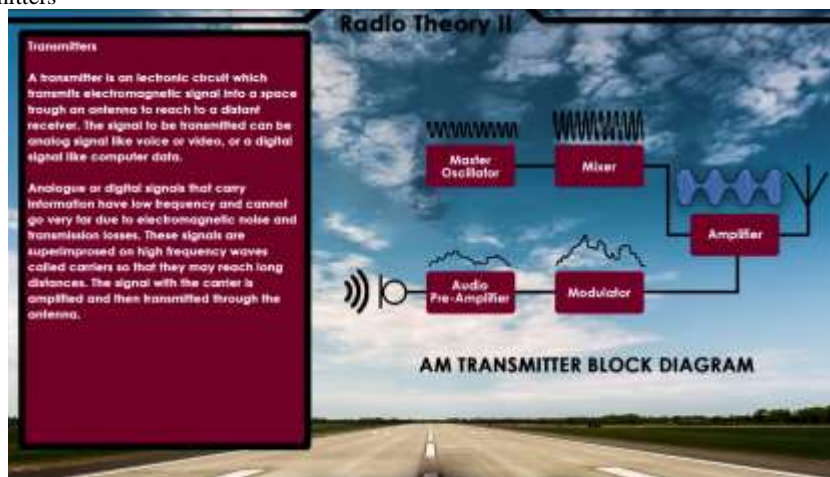 mitters
Radio Theory II
Transmitters
A transmitter is an lectronic circuit which
transmits electromagnetic signal into a space
trough an antenna to reach to a distant
receiver. The signal to be transmitted can be
analog signal like voice or video, or a digital
signal like computer data.
Analogue or digital signals that carry
information have low frequency and cannot
go very far due to electromagnetic noise and
transmission losses. These signals are
superimprosed on high frequency waves
called carriers so that they may reach long
distances. The signal with the carrier is
amplified and then transmitted through the
antenna.
Master
Oscillator
Mixer
Amplifier
Audio
Pre-Amplifier
Modulator
AM TRANSMITTER BLOCK DIAGRAM